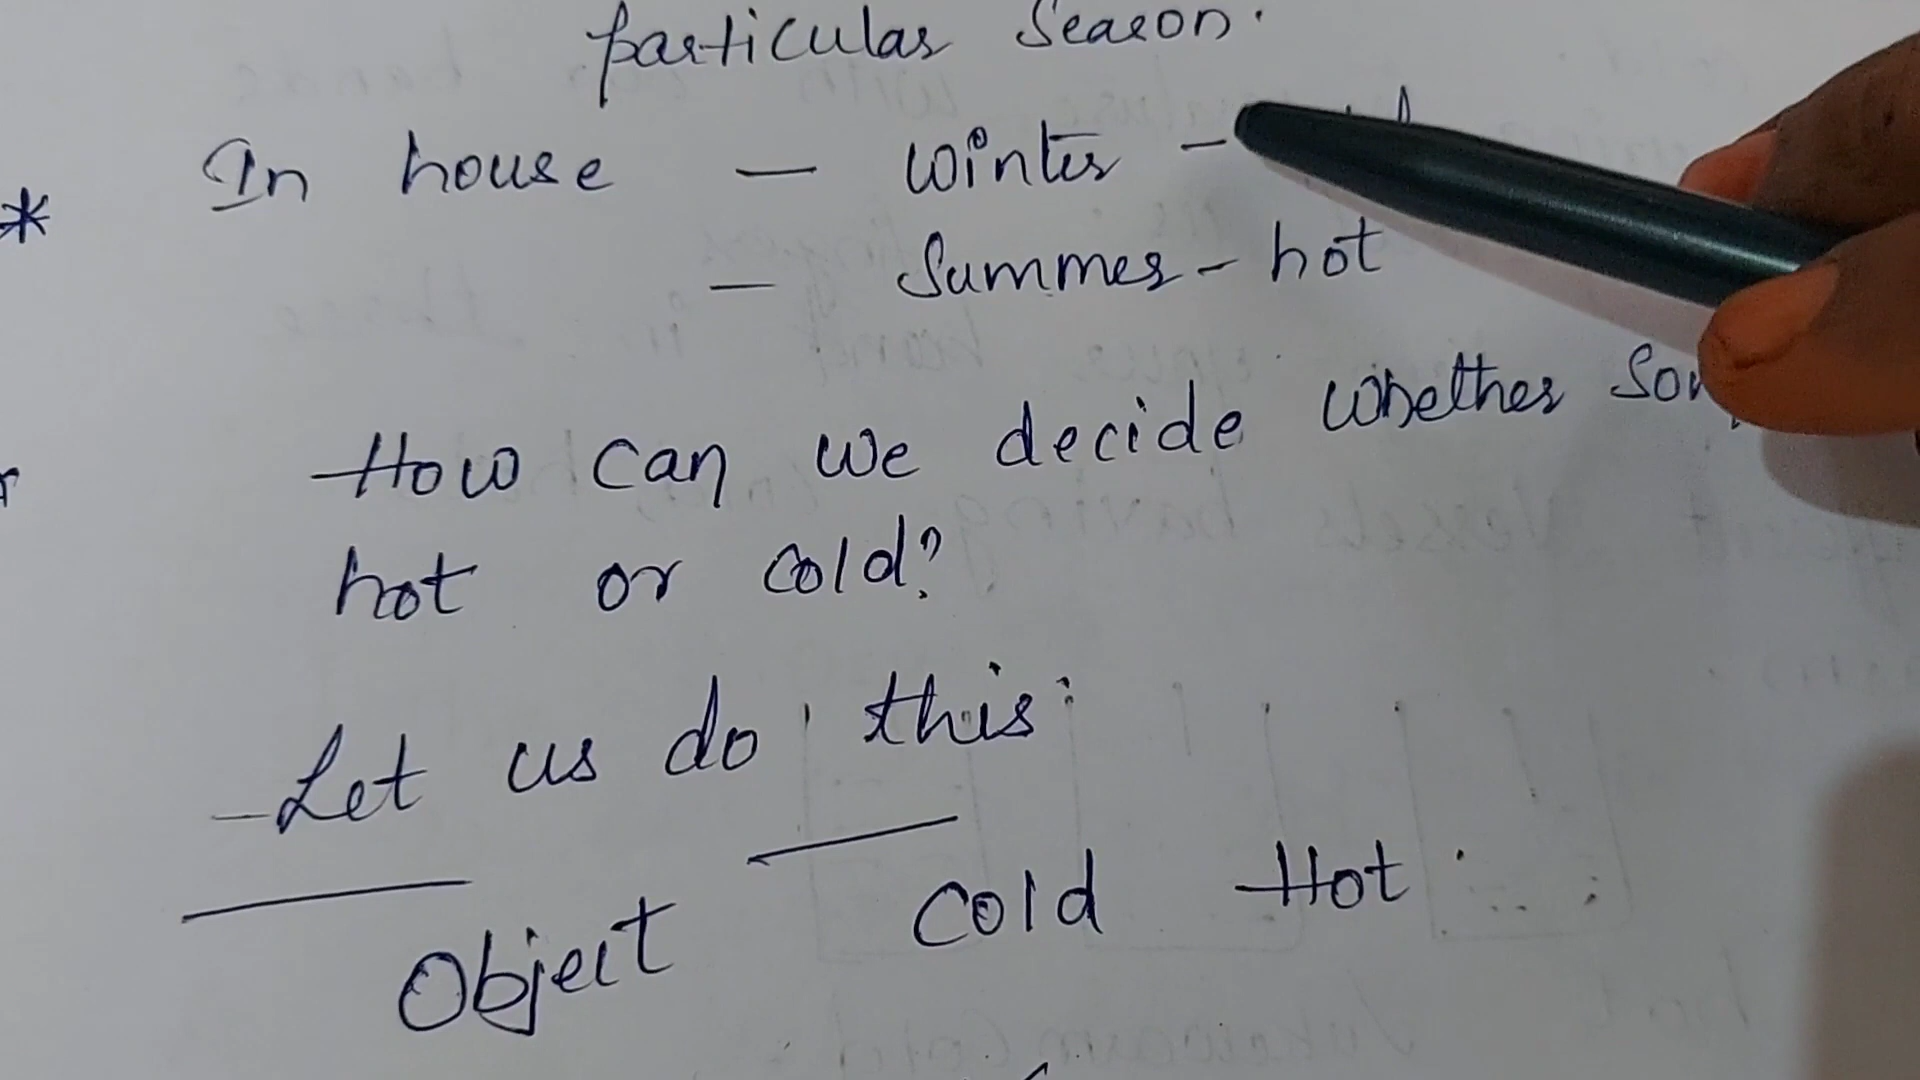 particular Season.
* In house — Winter -
— Summer - hot
How can we decide whether
hot or cold?
Let us do this:
Object Cold Hot